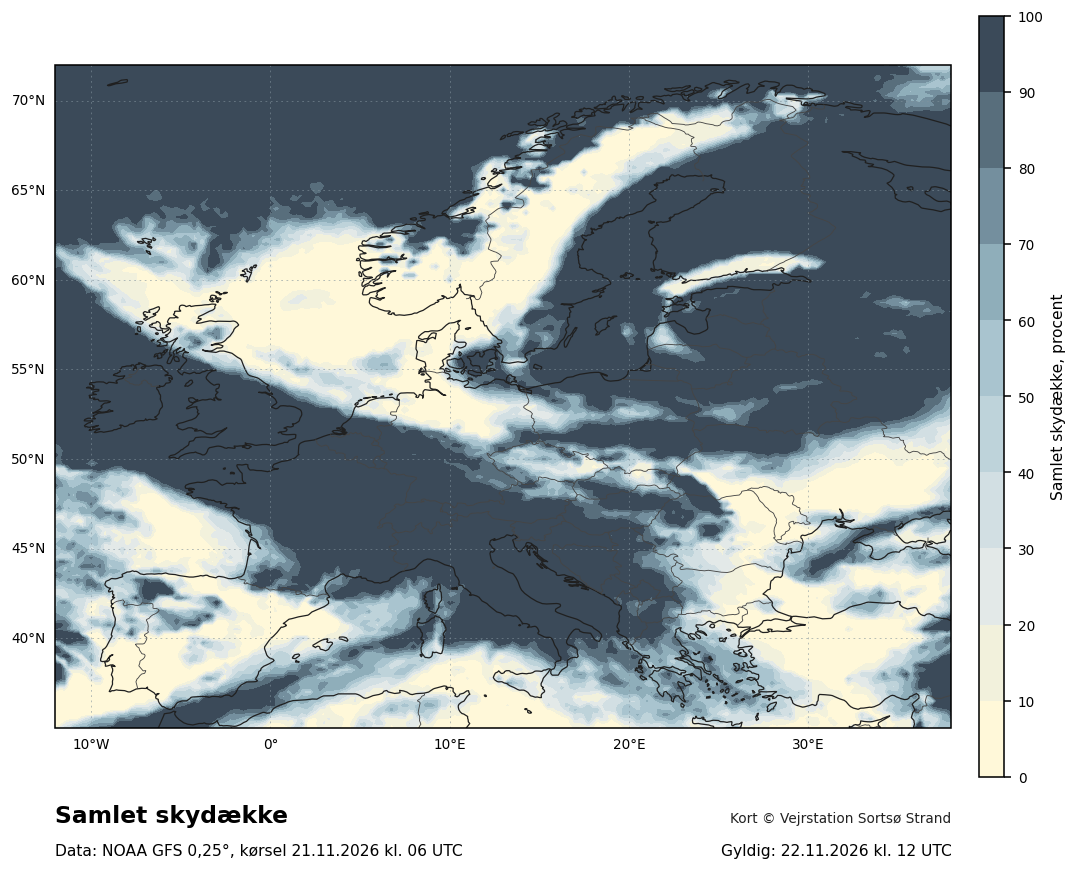 100
90
80
70
60
50
40
30
20
10
0
Samlet skydække, procent
70°N
65°N
60°N
55°N
50°N
45°N
40°N
10°W
0°
10°E
20°E
30°E
Samlet skydække
Kort © Vejrstation Sortsø Strand
Data: NOAA GFS 0,25°, kørsel 21.11.2026 kl. 06 UTC
Gyldig: 22.11.2026 kl. 12 UTC